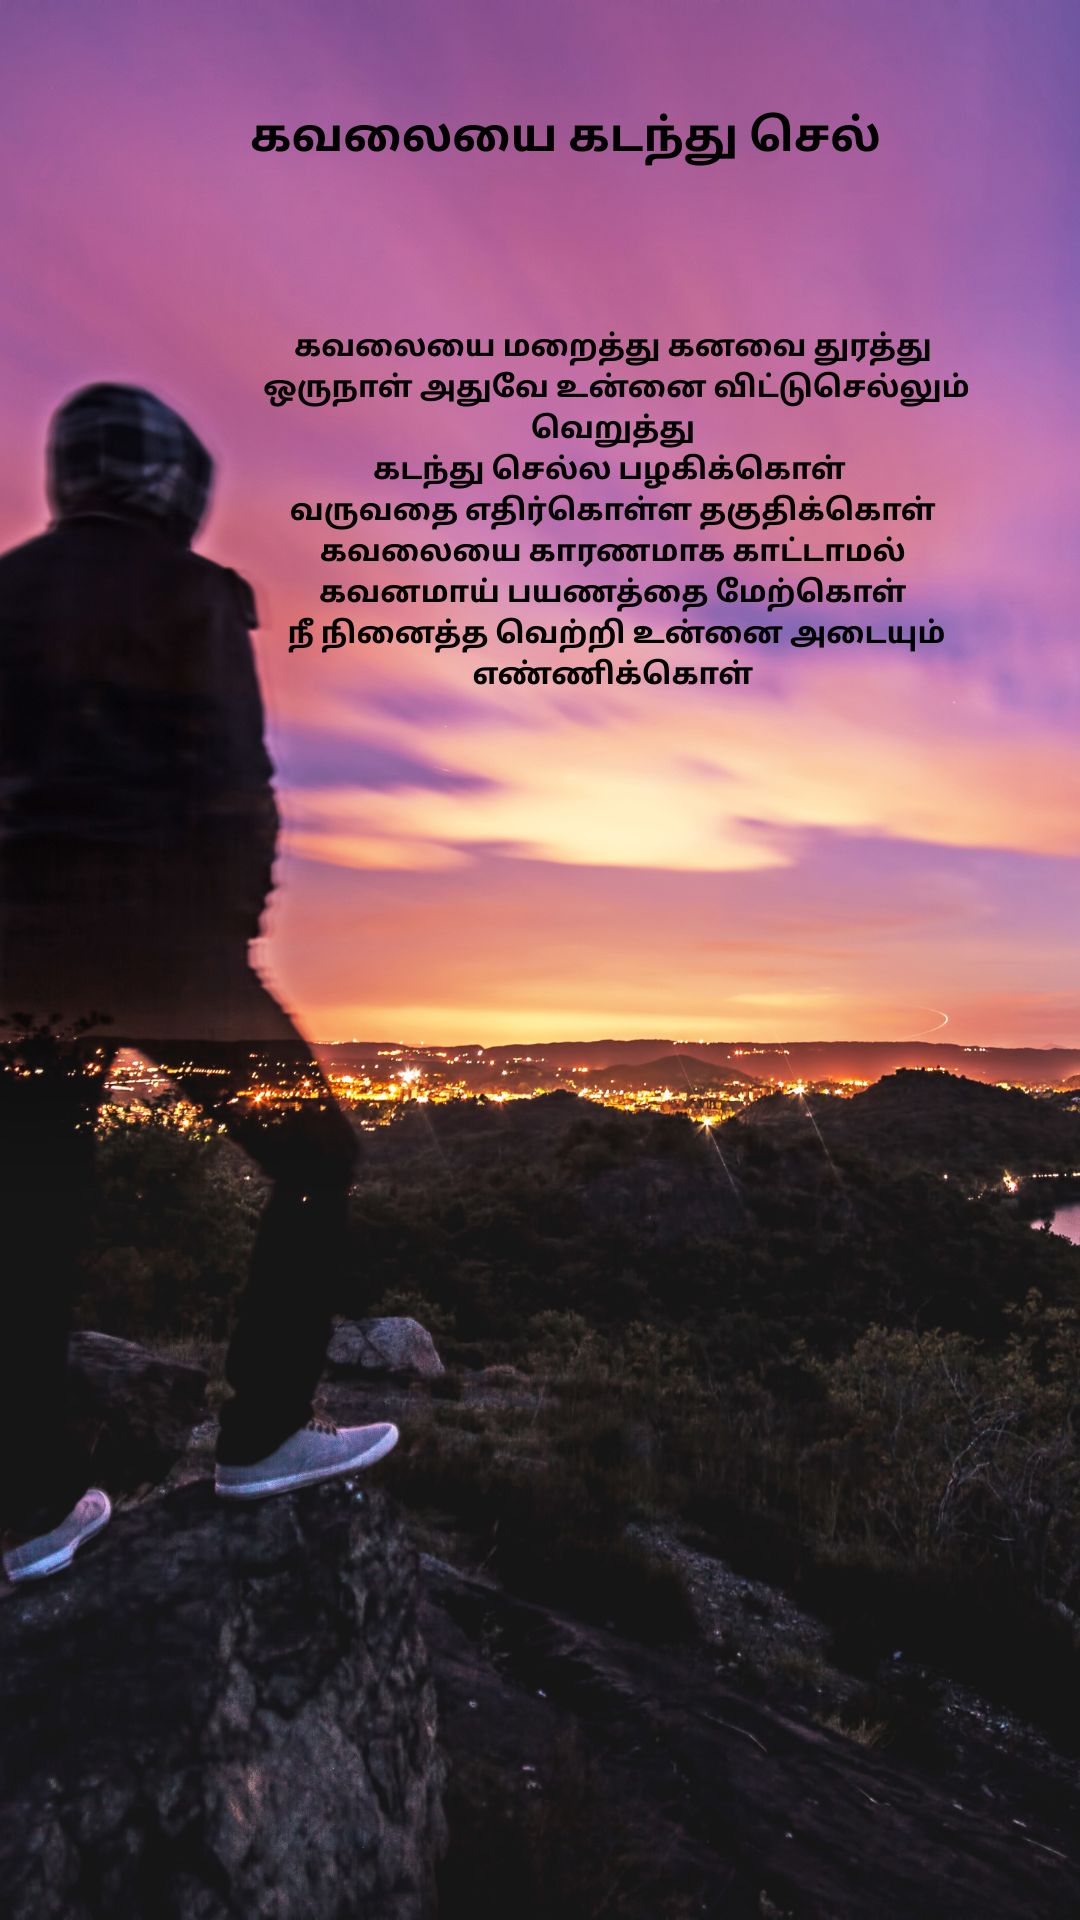 கவலையை கடந்து செல்
கவலையை மறைத்து கனவை துரத்து
ஒருநாள் அதுவே உன்னை விட்டுசெல்லும்
வெறுத்து
கடந்து செல்ல பழகிக்கொள்
வருவதை எதிர்கொள்ள தகுதிக்கொள்
கவலையை காரணமாக காட்டாமல்
கவனமாய் பயணத்தை மேற்கொள்
நீ நினைத்த வெற்றி உன்னை அடையும்
எண்ணிக்கொள்